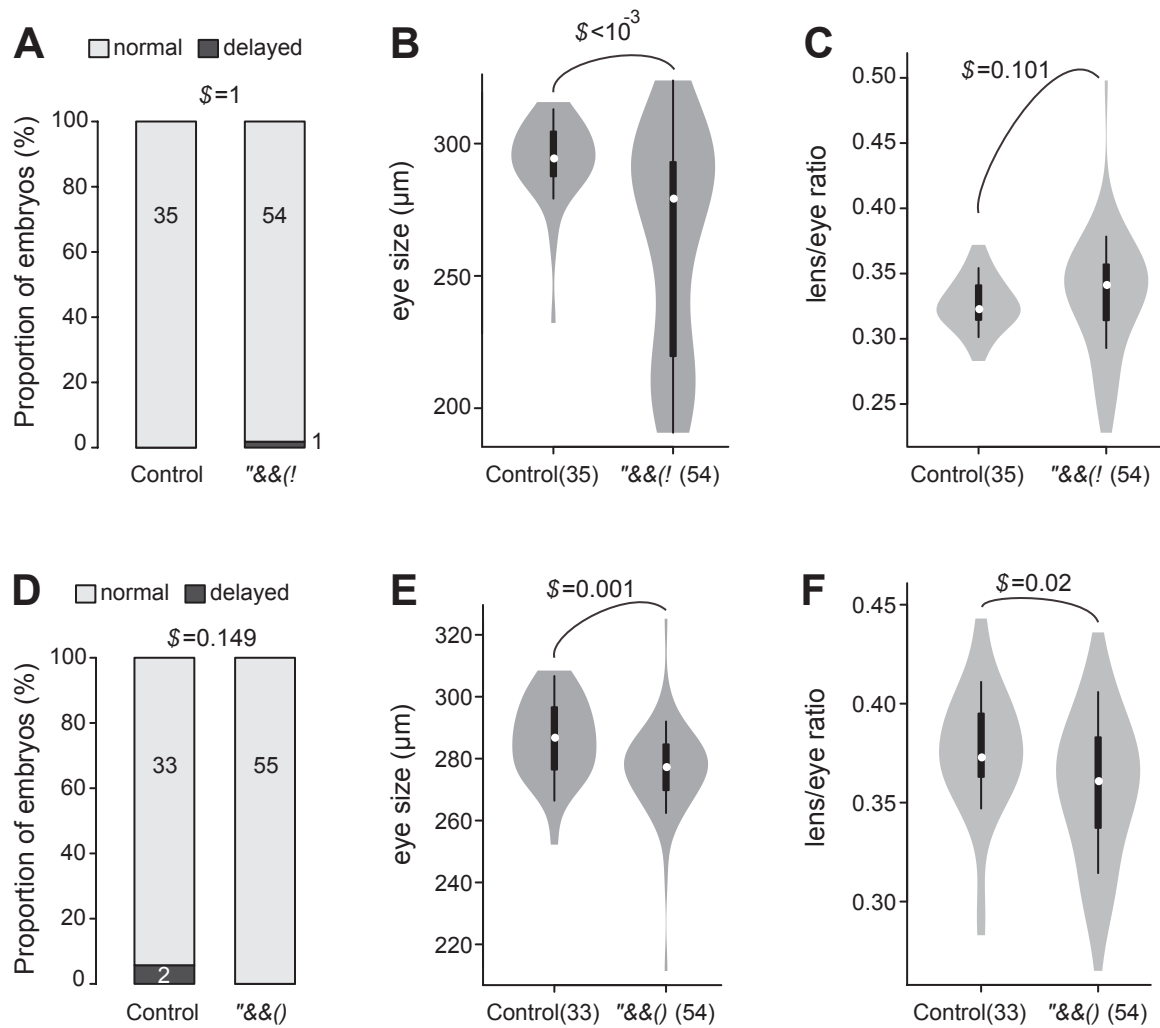 A
normal delayed
$=1
Proportion of embryos (%)
100
80
60
40
20
0
35
54
1
Control "&&(!
B
$<10-3
eye size (µm)
300
250
200
Control(35) "&&(! (54)
C
$=0.101
lens/eye ratio
0.50
0.45
0.40
0.35
0.30
0.25
Control(35) "&&(! (54)
D
normal delayed
$=0.149
Proportion of embryos (%)
100
80
60
40
20
0
33
55
2
Control "&&()
E
$=0.001
eye size (µm)
320
300
280
260
240
220
Control(33) "&&() (54)
F
$=0.02
lens/eye ratio
0.45
0.40
0.35
0.30
Control(33) "&&() (54)